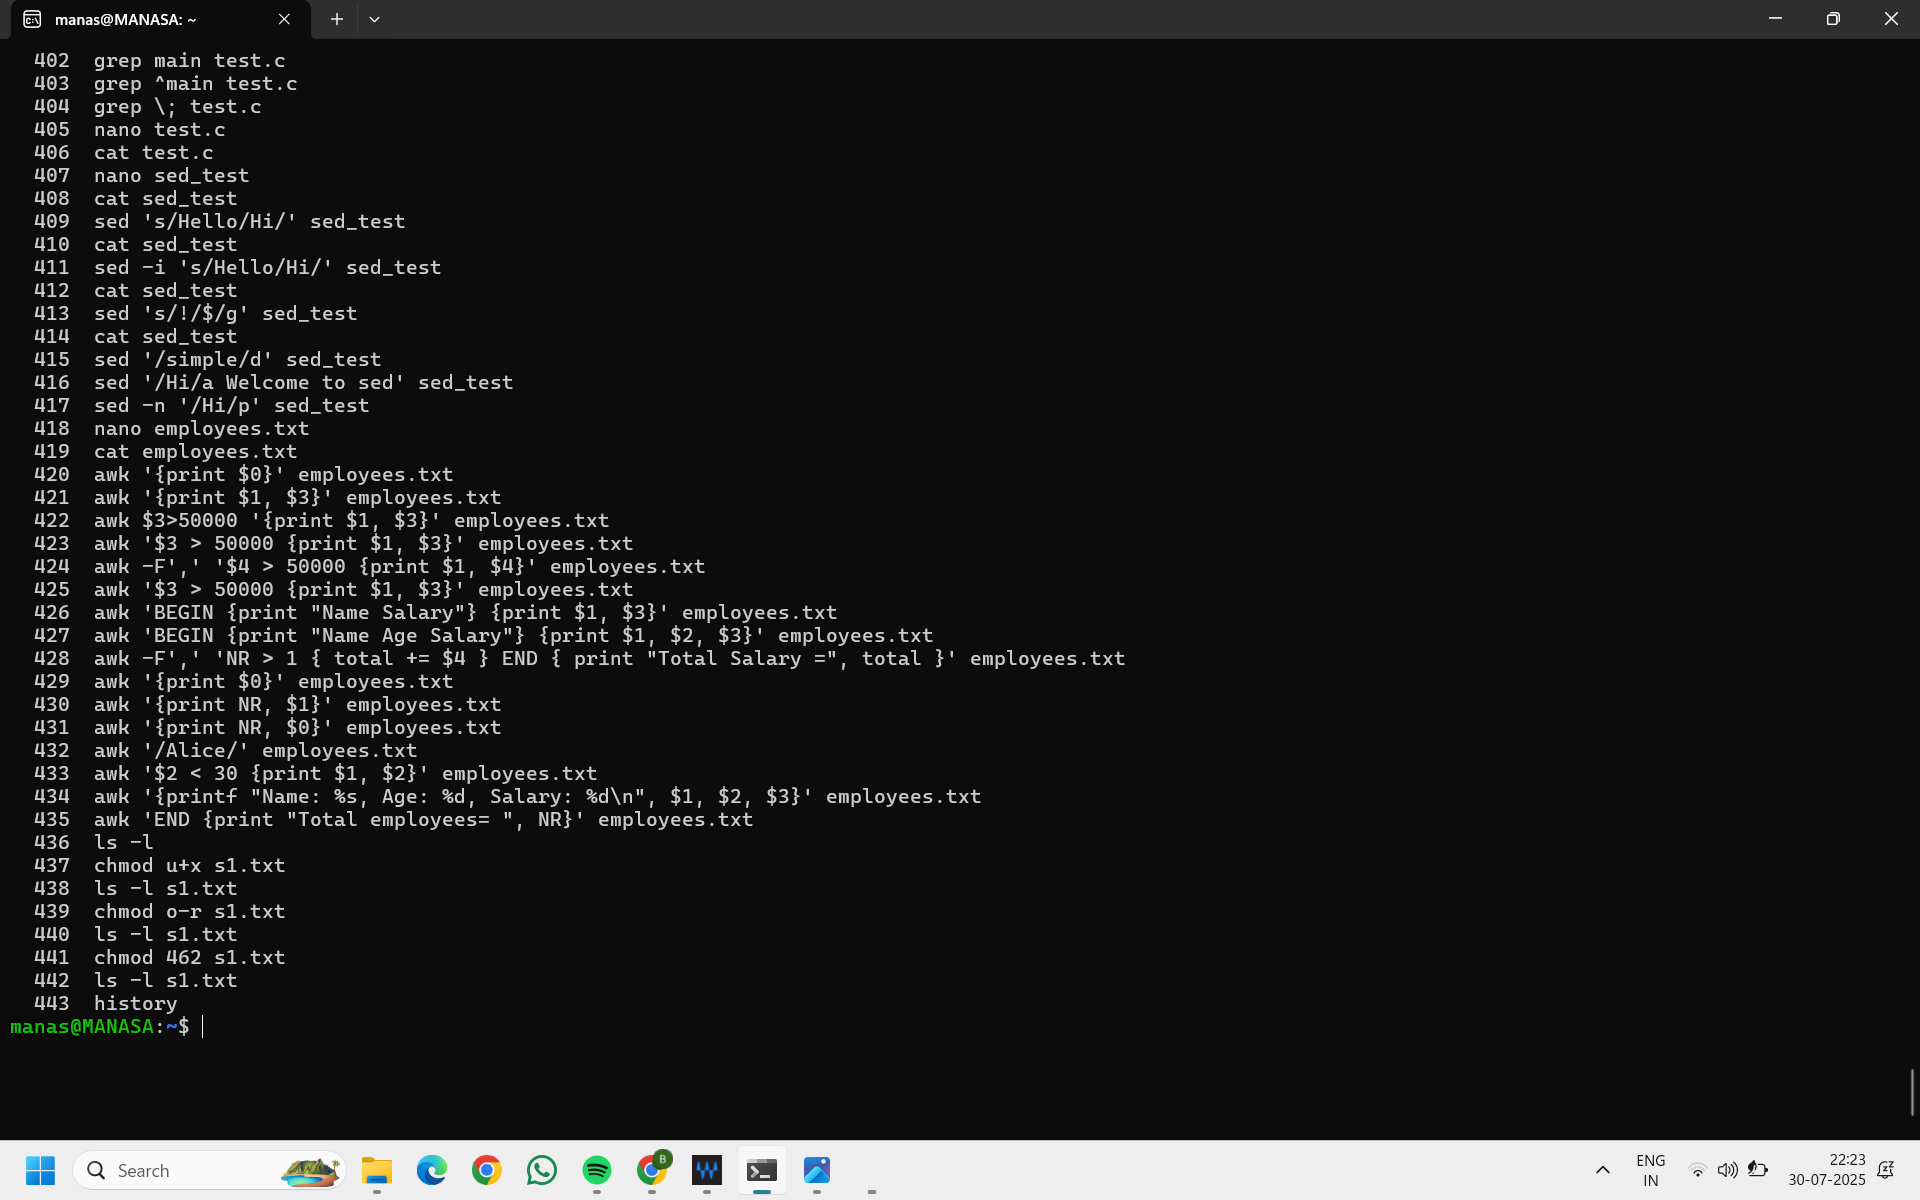 manas@MANASA: ~
402  grep main test.c
403  grep ^main test.c
404  grep \; test.c
405  nano test.c
406  cat test.c
407  nano sed_test
408  cat sed_test
409  sed 's/Hello/Hi/' sed_test
410  cat sed_test
411  sed -i 's/Hello/Hi/' sed_test
412  cat sed_test
413  sed 's/!/$/g' sed_test
414  cat sed_test
415  sed '/simple/d' sed_test
416  sed '/Hi/a Welcome to sed' sed_test
417  sed -n '/Hi/p' sed_test
418  nano employees.txt
419  cat employees.txt
420  awk '{print $0}' employees.txt
421  awk '{print $1, $3}' employees.txt
422  awk $3>50000 '{print $1, $3}' employees.txt
423  awk '$3 > 50000 {print $1, $3}' employees.txt
424  awk -F',' '$4 > 50000 {print $1, $4}' employees.txt
425  awk '$3 > 50000 {print $1, $3}' employees.txt
426  awk 'BEGIN {print "Name Salary"} {print $1, $3}' employees.txt
427  awk 'BEGIN {print "Name Age Salary"} {print $1, $2, $3}' employees.txt
428  awk -F',' 'NR > 1 { total += $4 } END { print "Total Salary =", total }' employees.txt
429  awk '{print $0}' employees.txt
430  awk '{print NR, $1}' employees.txt
431  awk '{print NR, $0}' employees.txt
432  awk '/Alice/' employees.txt
433  awk '$2 < 30 {print $1, $2}' employees.txt
434  awk '{printf "Name: %s, Age: %d, Salary: %d\n", $1, $2, $3}' employees.txt
435  awk 'END {print "Total employees= ", NR}' employees.txt
436  ls -l
437  chmod u+x s1.txt
438  ls -l s1.txt
439  chmod o-r s1.txt
440  ls -l s1.txt
441  chmod 462 s1.txt
442  ls -l s1.txt
443  history
manas@MANASA:~$
Search
B
ENG
IN
22:23
30-07-2025